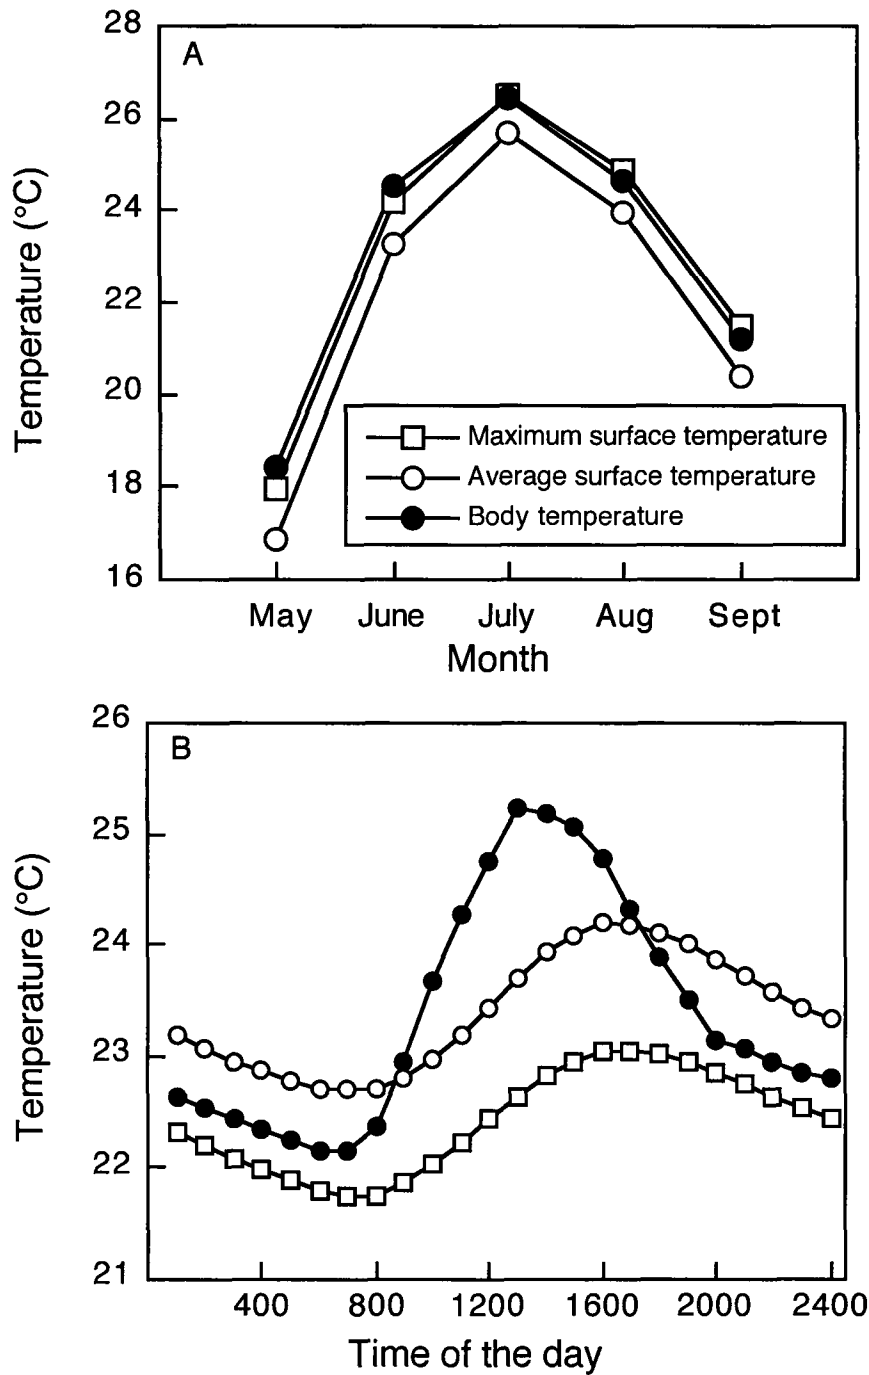 A
28
26
24
22
20
18
16
Temperature (°C)
Maximum surface temperature
Average surface temperature
Body temperature
May June July Aug Sept
Month
B
26
25
24
23
22
21
Temperature (°C)
400 800 1200 1600 2000 2400
Time of the day